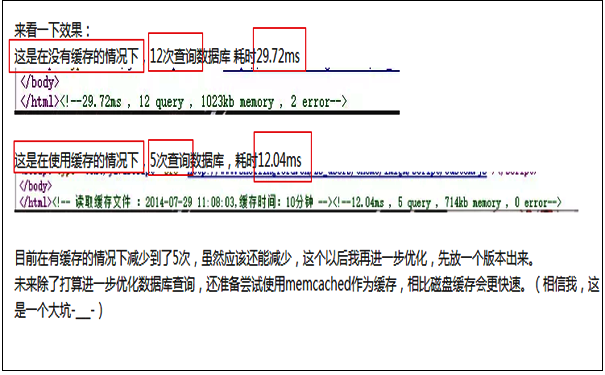 来看一下效果：
这是在没有缓存的情况下，12次查询数据库 耗时29.72ms
</body>
</html><!--29.72ms , 12 query , 1023kb memory , 2 error-->
这是在使用缓存的情况下，5次查询数据库，耗时12.04ms
</body>
</html><!-- 读取缓存文件 : 2014-07-29 11:08:03,缓存时间: 10分钟 --><!--12.04ms , 5 query , 714kb memory , 0 error-->
目前在有缓存的情况下减少到了5次，虽然应该还能减少，这个以后我再进一步优化，先放一个版本出来。
未来除了打算进一步优化数据库查询，还准备尝试使用memcached作为缓存，相比磁盘缓存会更快速。（相信我，这
是一个大坑-__-）